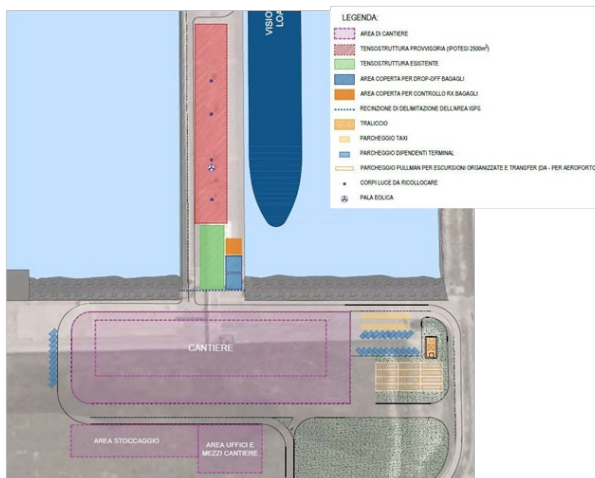 VISIO
LOA
LEGENDA:
AREA DI CANTIERE
TENSOSTRUTTURA PROVVISORIA (IPOTESI 2500m²)
TENSOSTRUTTURA ESISTENTE
AREA COPERTA PER DROP-OFF BAGAGLI
AREA COPERTA PER CONTROLLO RX BAGAGLI
RECINZIONE DI DELIMITAZIONE DELL'AREA ISPS
TRALICCIO
PARCHEGGIO TAXI
PARCHEGGIO DIPENDENTI TERMINAL
PARCHEGGIO PULLMAN PER ESCURSIONI ORGANIZZATE E TRANSFER (DA - PER AEROPORTO
CORPI LUCE DA RICOLLOCARE
PALA EOLICA
CANTIERE
AREA STOCCAGGIO
AREA UFFICI E
MEZZI CANTIERE